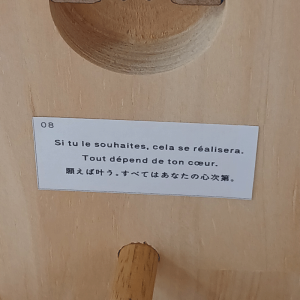 08
Si tu le souhaites, cela se réalisera.
Tout dépend de ton cœur.
願えば叶う。すべてはあなたの心次第。